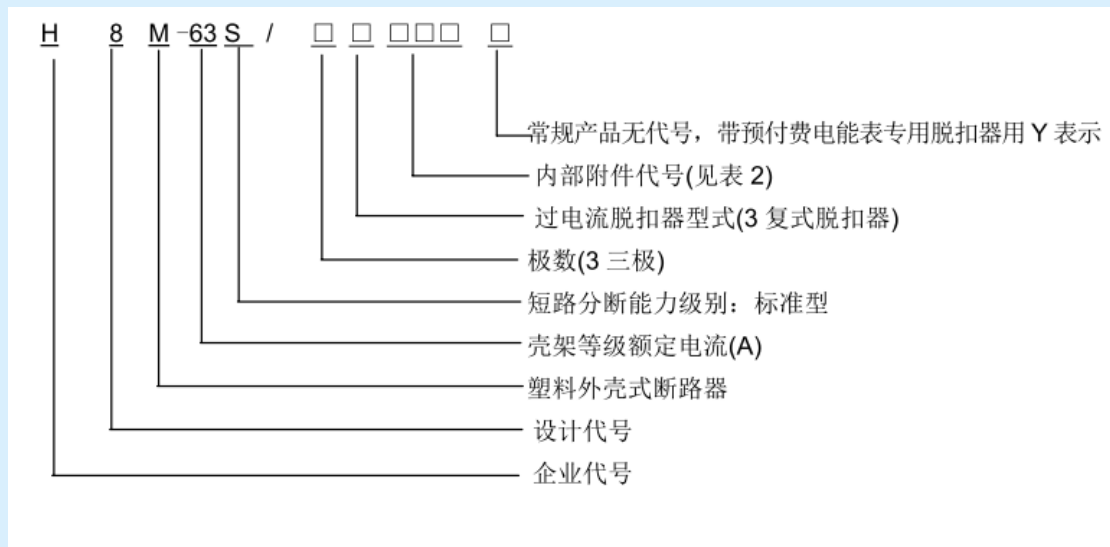 H 8 M-63 S / □ □ □□□ □
常规产品无代号，带预付费电能表专用脱扣器用 Y 表示
内部附件代号(见表 2)
过电流脱扣器型式(3 复式脱扣器)
极数(3 三极)
短路分断能力级别：标准型
壳架等级额定电流(A)
塑料外壳式断路器
设计代号
企业代号